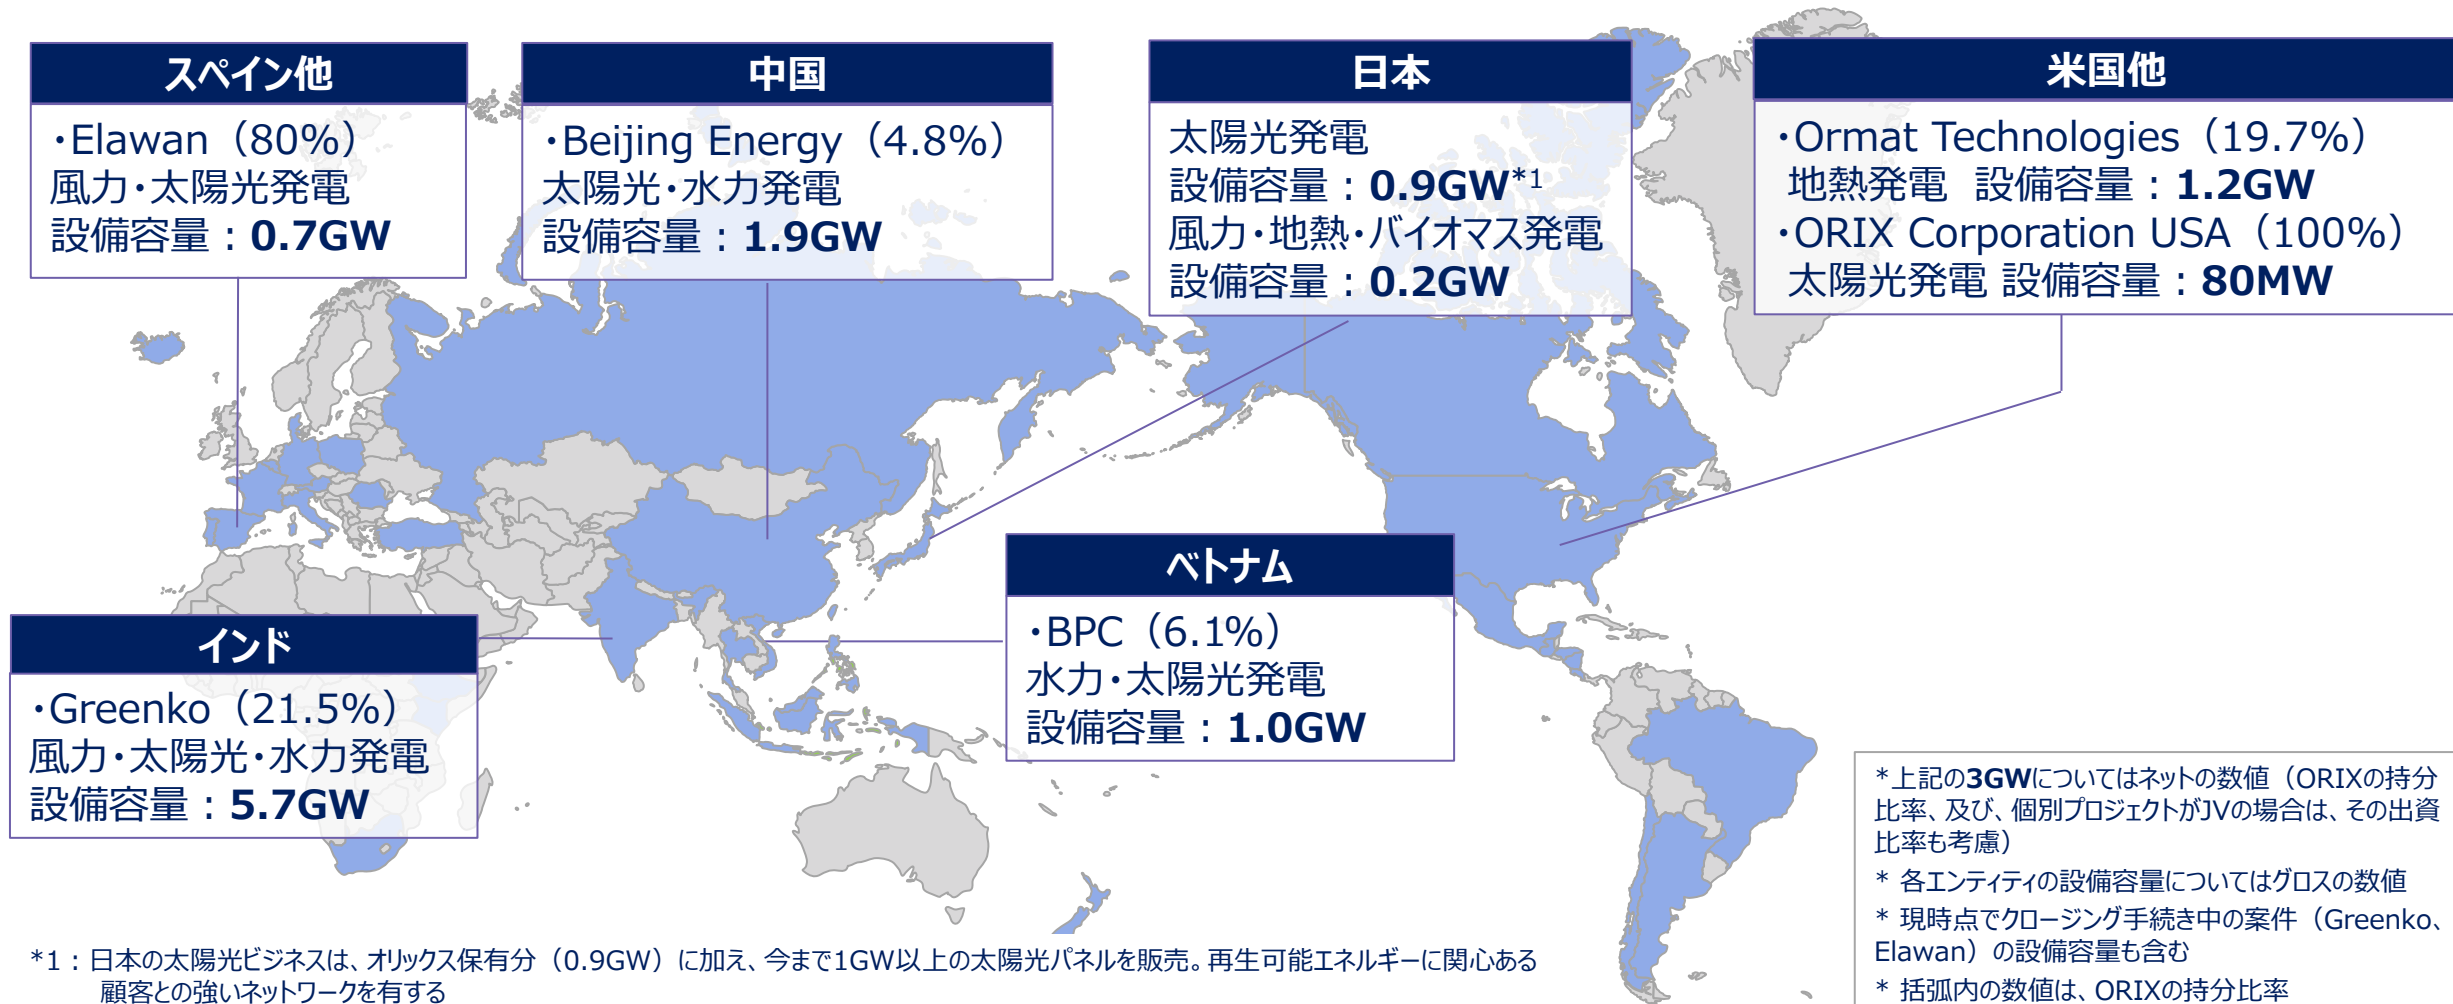 スペイン他
・Elawan（80%）
風力・太陽光発電
設備容量：0.7GW
中国
・Beijing Energy（4.8%）
太陽光・水力発電
設備容量：1.9GW
日本
太陽光発電
設備容量：0.9GW*1
風力・地熱・バイオマス発電
設備容量：0.2GW
米国他
・Ormat Technologies（19.7%）
地熱発電 設備容量：1.2GW
・ORIX Corporation USA（100%）
太陽光発電 設備容量：80MW
インド
・Greenko（21.5%）
風力・太陽光・水力発電
設備容量：5.7GW
ベトナム
・BPC（6.1%）
水力・太陽光発電
設備容量：1.0GW
*上記の3GWについてはネットの数値（ORIXの持分
比率、及び、個別プロジェクトがJVの場合は、その出資
比率も考慮）
* 各エンティティの設備容量についてはグロスの数値
* 現時点でクロージング手続き中の案件（Greenko、
Elawan）の設備容量も含む
* 括弧内の数値は、ORIXの持分比率
*1：日本の太陽光ビジネスは、オリックス保有分（0.9GW）に加え、今まで1GW以上の太陽光パネルを販売。再生可能エネルギーに関心ある
顧客との強いネットワークを有する